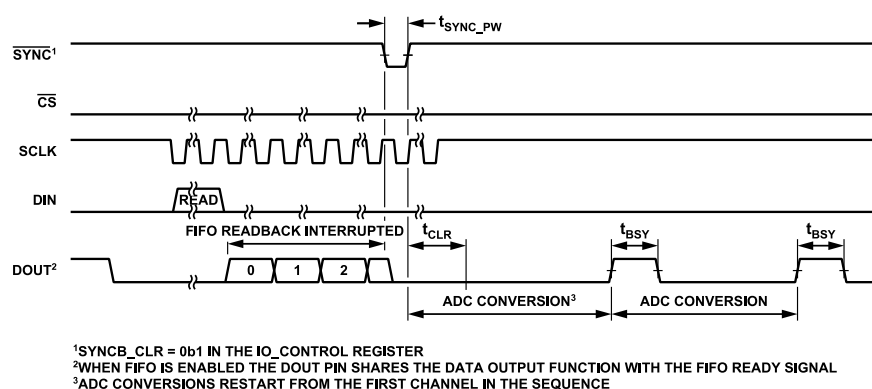 tSYNC_PW
SYNC1
CS
SCLK
DIN
READ
FIFO READBACK INTERRUPTED
tCLR
tBSY
tBSY
DOUT2
0 1 2
ADC CONVERSION3
ADC CONVERSION
1SYNCB_CLR = 0b1 IN THE IO_CONTROL REGISTER
2WHEN FIFO IS ENABLED THE DOUT PIN SHARES THE DATA OUTPUT FUNCTION WITH THE FIFO READY SIGNAL
3ADC CONVERSIONS RESTART FROM THE FIRST CHANNEL IN THE SEQUENCE